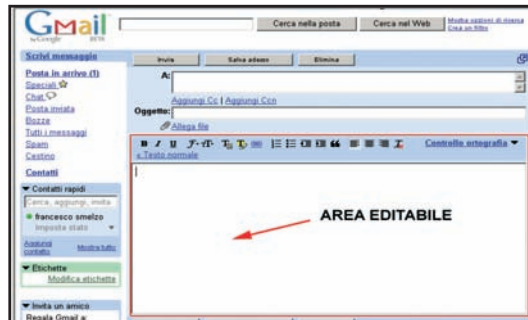 Gmail
by Google BETA
Cerca nella posta
Cerca nel Web
Mostra opzioni di ricerca
Crea un filtro
Scrivi messaggio
Posta in arrivo (1)
Speciali
Chat
Posta inviata
Bozze
Tutti i messaggi
Spam
Cestino
Contatti
Contatti rapidi
Cerca, aggiungi, invita
francesco smelzo
Imposta stato
Aggiungi contatto
Mostra tutto
Etichette
Modifica etichette
Invita un amico
Regala Gmail a:
Invia
Salva adesso
Elimina
A:
Aggiungi Cc | Aggiungi Ccn
Oggetto:
Allega file
B I U
Controllo ortografia
« Testo normale
AREA EDITABILE